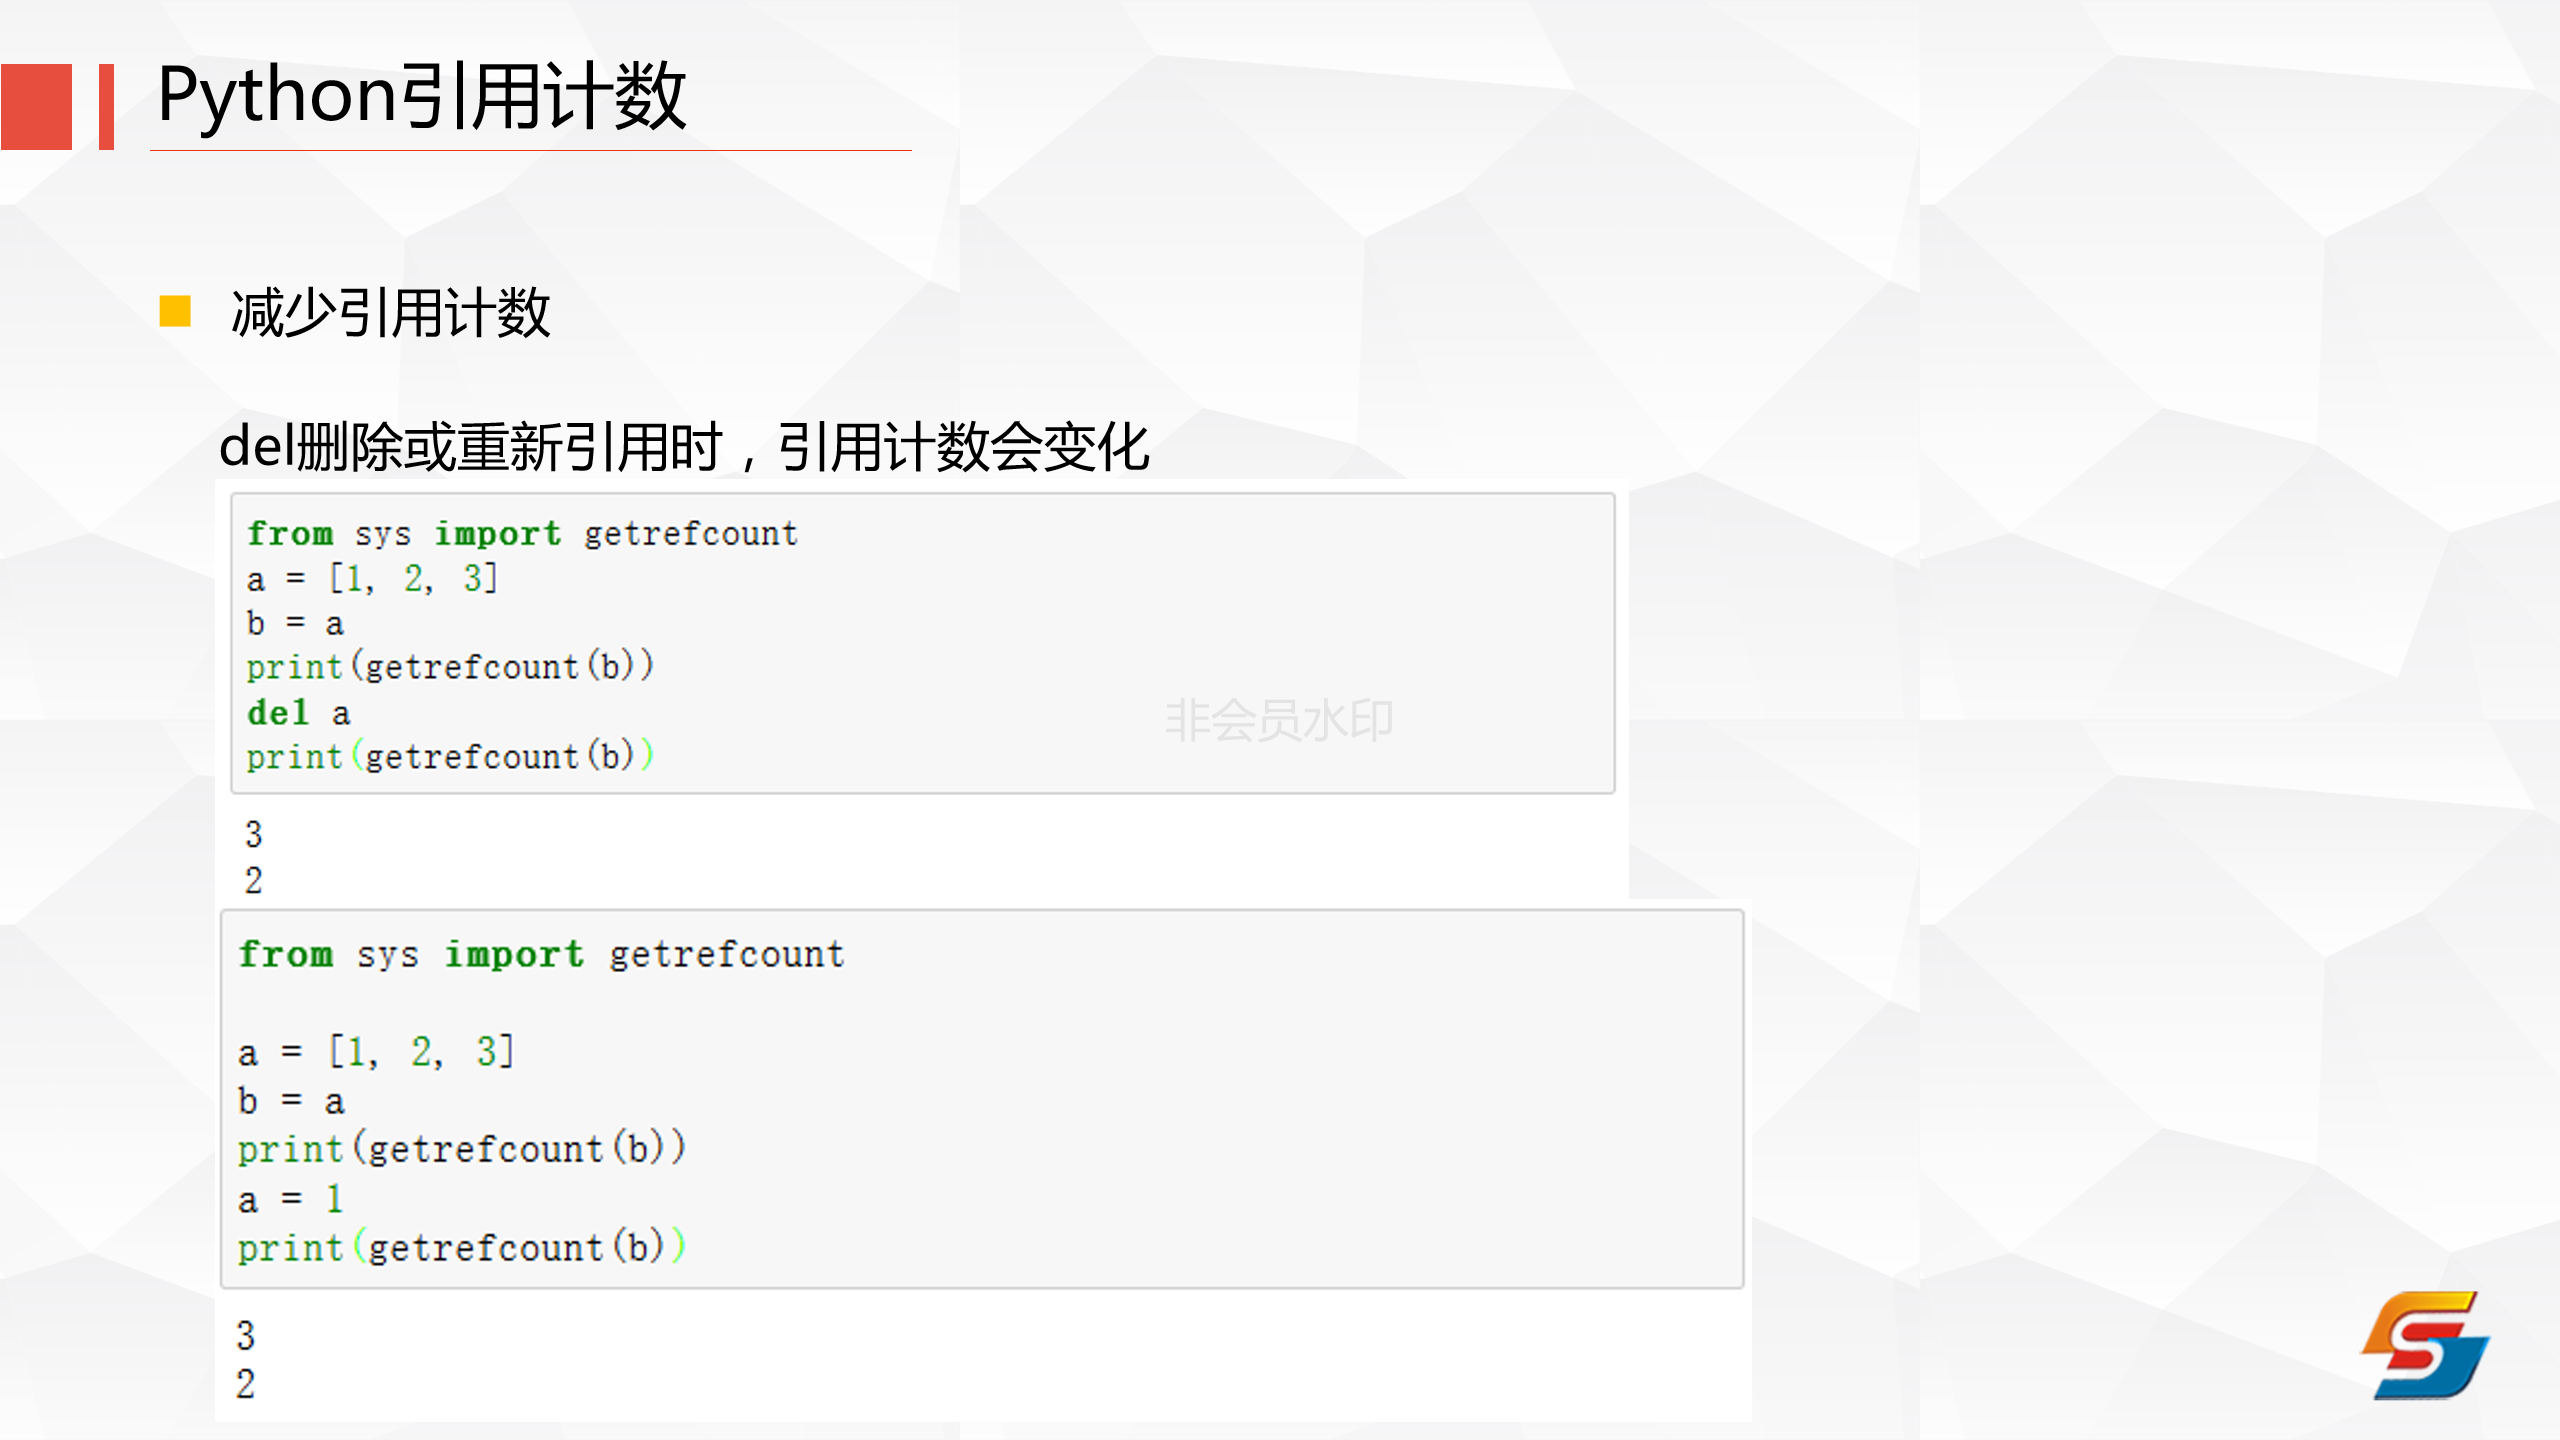 Python引用计数
减少引用计数
del删除或重新引用时，引用计数会变化
from sys import getrefcount
a = [1, 2, 3]
b = a
print(getrefcount(b))
del a
print(getrefcount(b))
非会员水印
3
2
from sys import getrefcount
a = [1, 2, 3]
b = a
print(getrefcount(b))
a = 1
print(getrefcount(b))
3
2